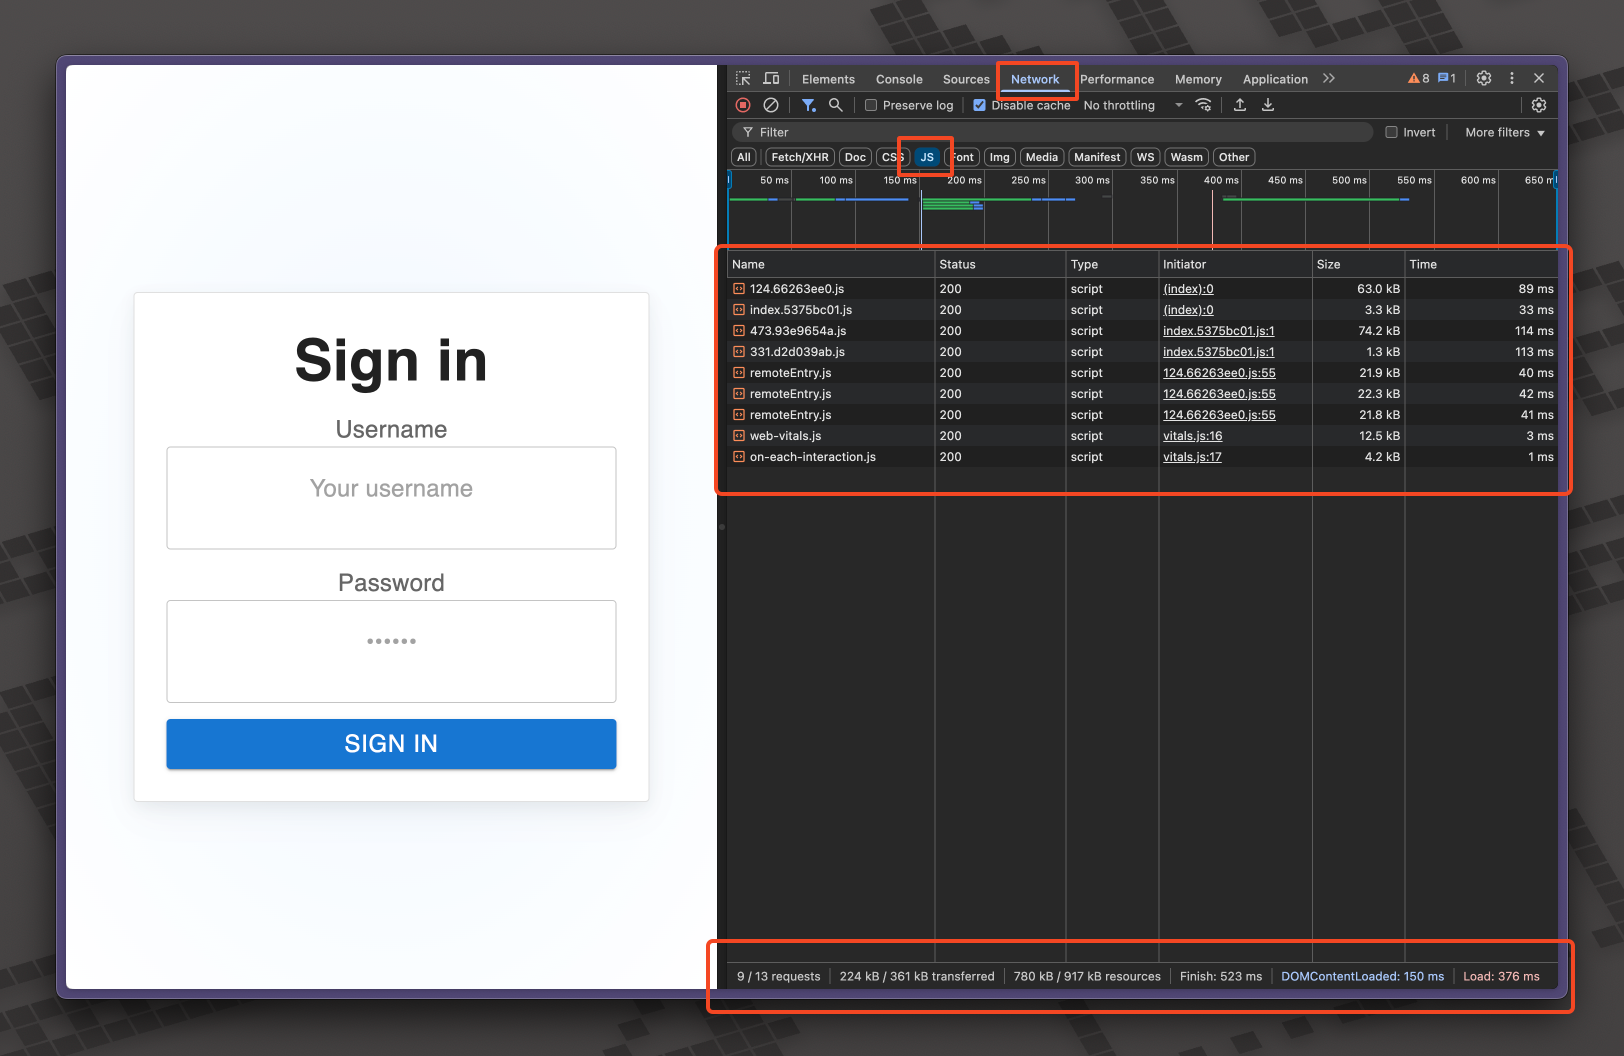 Sign in
Username
Your username
Password
SIGN IN
Elements Console Sources Network Performance Memory Application 8 1
Preserve log Disable cache No throttling
Filter Invert More filters
All Fetch/XHR Doc CSS JS Font Img Media Manifest WS Wasm Other
50 ms 100 ms 150 ms 200 ms 250 ms 300 ms 350 ms 400 ms 450 ms 500 ms 550 ms 600 ms 650 m
Name Status Type Initiator Size Time
124.66263ee0.js 200 script (index):0 63.0 kB 89 ms
index.5375bc01.js 200 script (index):0 3.3 kB 33 ms
473.93e9654a.js 200 script index.5375bc01.js:1 74.2 kB 114 ms
331.d2d039ab.js 200 script index.5375bc01.js:1 1.3 kB 113 ms
remoteEntry.js 200 script 124.66263ee0.js:55 21.9 kB 40 ms
remoteEntry.js 200 script 124.66263ee0.js:55 22.3 kB 42 ms
remoteEntry.js 200 script 124.66263ee0.js:55 21.8 kB 41 ms
web-vitals.js 200 script vitals.js:16 12.5 kB 3 ms
on-each-interaction.js 200 script vitals.js:17 4.2 kB 1 ms
9 / 13 requests 224 kB / 361 kB transferred 780 kB / 917 kB resources Finish: 523 ms DOMContentLoaded: 150 ms Load: 376 ms